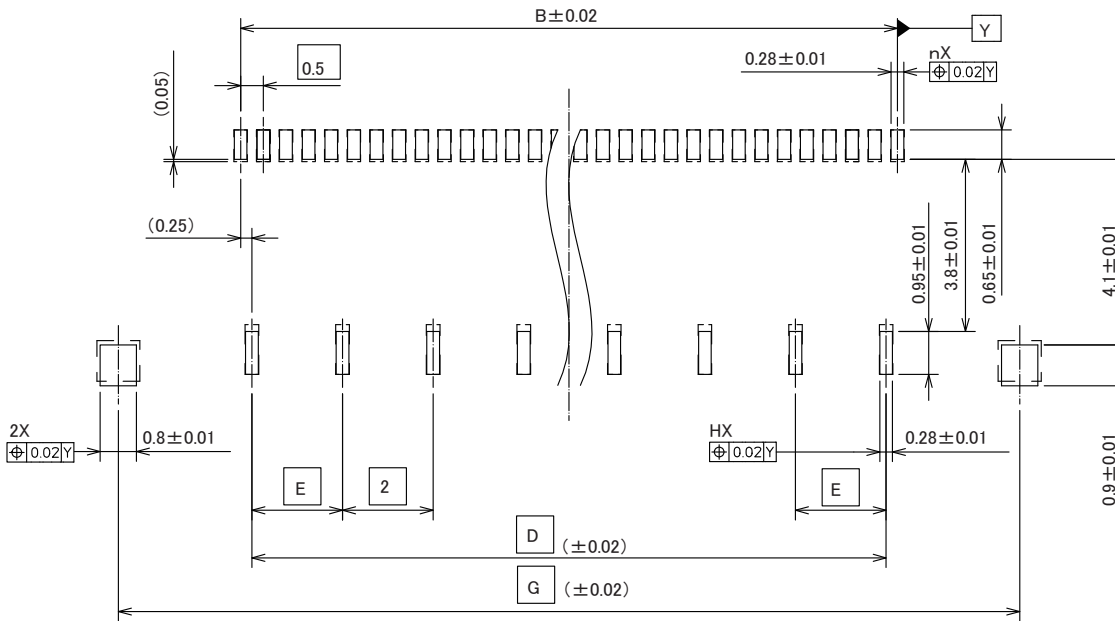 B±0.02
Y
0.5
0.28±0.01
nX
⌖ 0.02 Y
(0.05)
(0.25)
0.95±0.01
3.8±0.01
0.65±0.01
4.1±0.01
2X
⌖ 0.02 Y
0.8±0.01
HX
⌖ 0.02 Y
0.28±0.01
0.9±0.01
E
2
E
D (±0.02)
G (±0.02)